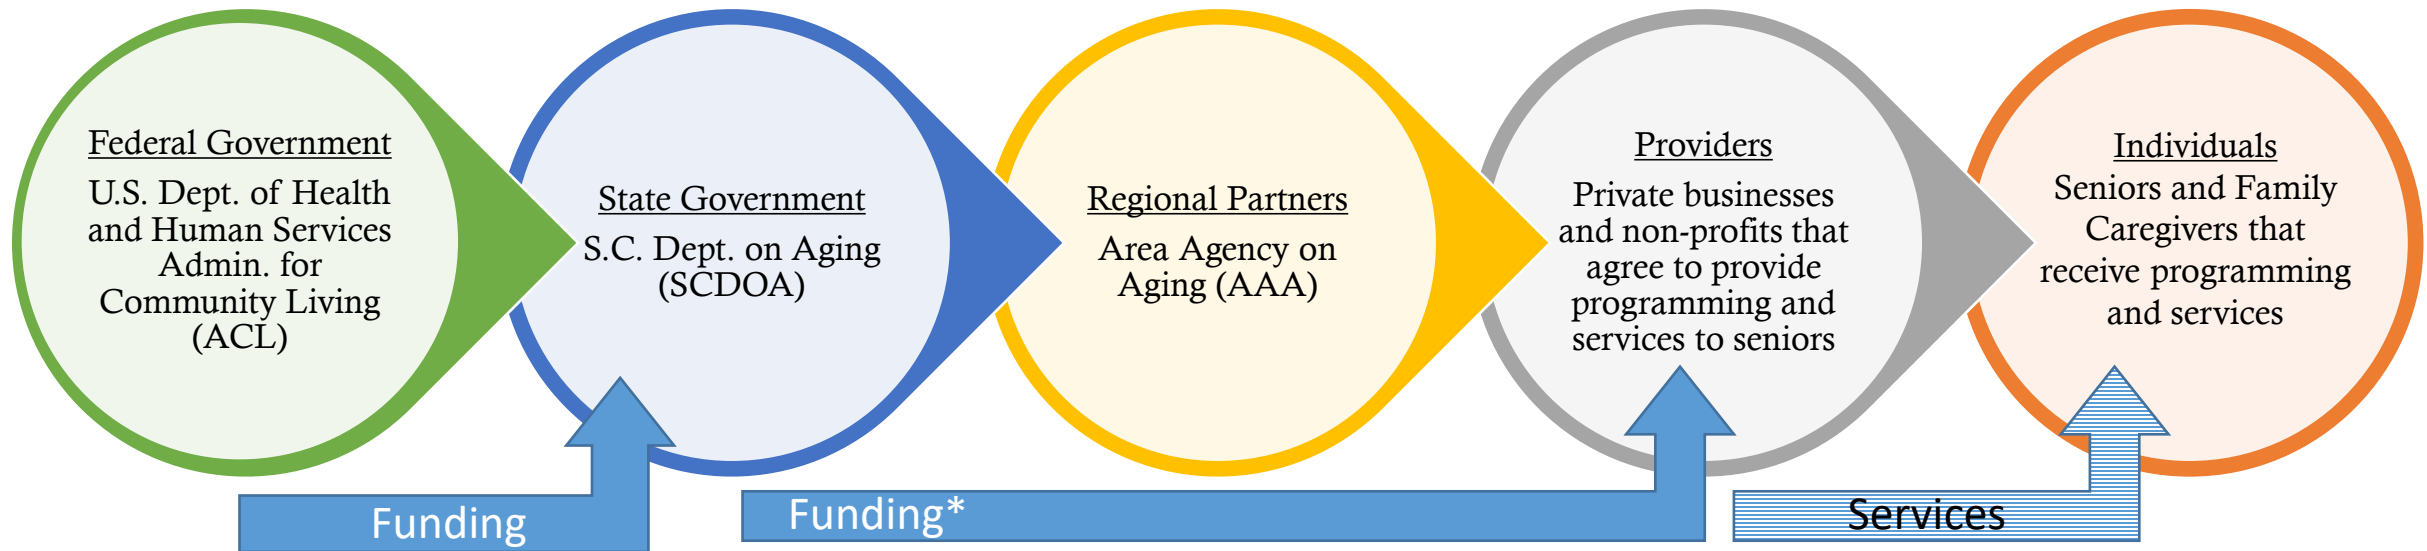 Federal Government
U.S. Dept. of Health
and Human Services
Admin. for
Community Living
(ACL)
State Government
S.C. Dept. on Aging
(SCDOA)
Regional Partners
Area Agency on
Aging (AAA)
Providers
Private businesses
and non-profits that
agree to provide
programming and
services to seniors
Individuals
Seniors and Family
Caregivers that
receive programming
and services
Funding
Funding*
Services